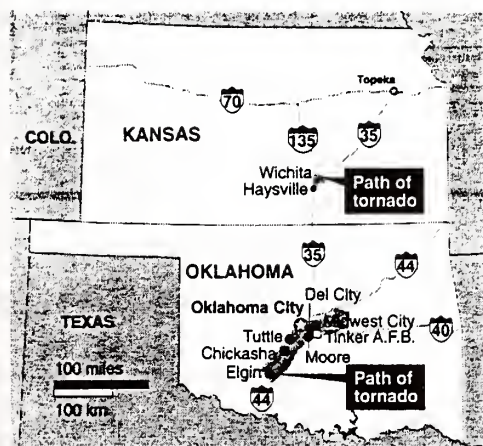 Topeka
70
COLO.
KANSAS
135
35
Wichita
Haysville
Path of
tornado
35
44
OKLAHOMA
Del City
Oklahoma City
Midwest City
40
TEXAS
Tuttle
Tinker A.F.B.
Chickasha
Moore
100 miles
Elgin
Path of
tornado
100 km
44